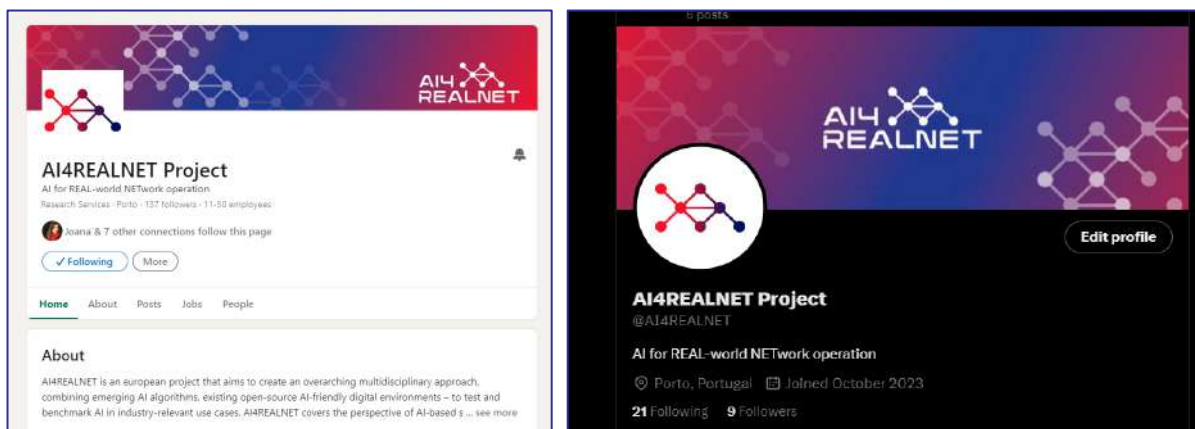 AI4
REALNET
AI4REALNET Project
AI for REAL-world NETwork operation
Research Services · Porto · 137 followers · 11-50 employees
Joana & 7 other connections follow this page
✓ Following
More
Home About Posts Jobs People
About
AI4REALNET is an european project that aims to create an overarching multidisciplinary approach,
combining emerging AI algorithms, existing open-source AI-friendly digital environments – to test and
benchmark AI in industry-relevant use cases. AI4REALNET covers the perspective of AI-based s ... see more
6 posts
AI4
REALNET
Edit profile
AI4REALNET Project
@AI4REALNET
AI for REAL-world NETwork operation
Porto, Portugal Joined October 2023
21 Following 9 Followers